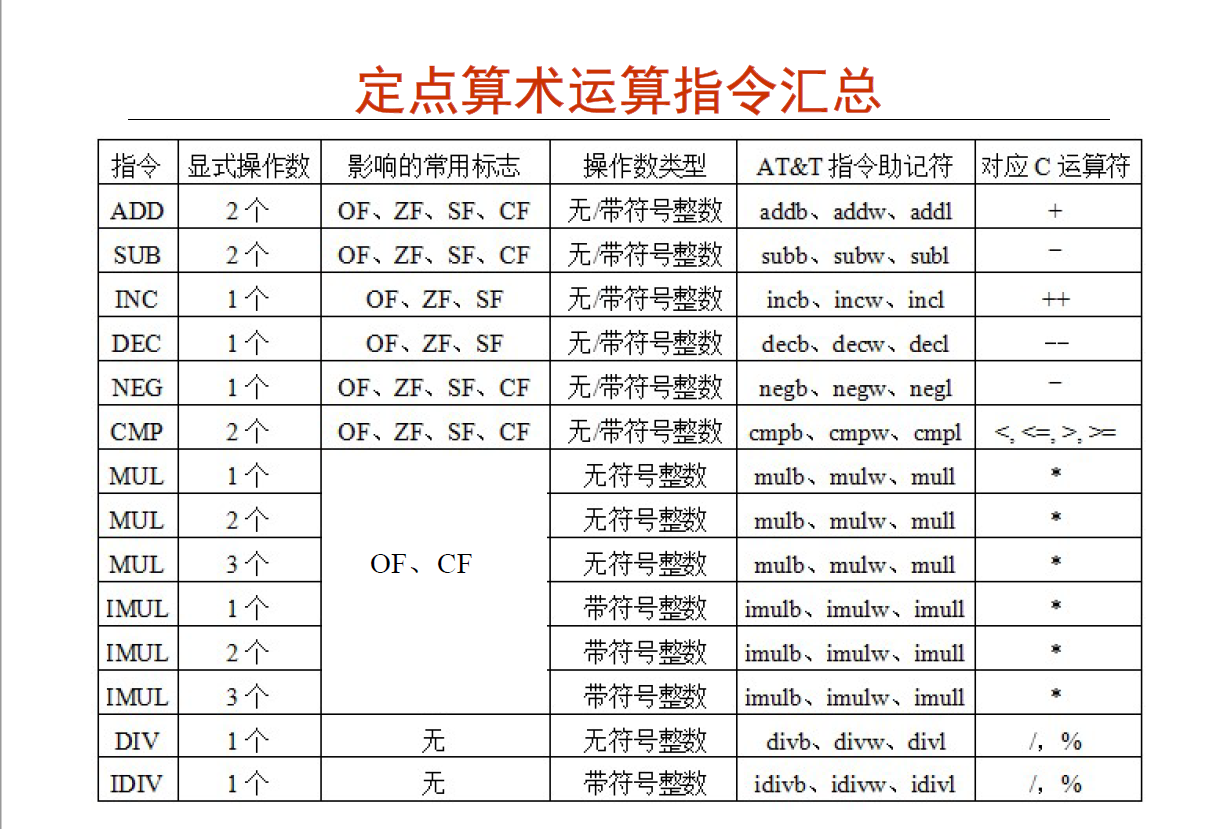 定点算术运算指令汇总
指令 显式操作数 影响的常用标志 操作数类型 AT&T 指令助记符 对应 C 运算符
ADD 2 个 OF、ZF、SF、CF 无/带符号整数 addb、addw、addl +
SUB 2 个 OF、ZF、SF、CF 无/带符号整数 subb、subw、subl −
INC 1 个 OF、ZF、SF 无/带符号整数 incb、incw、incl ++
DEC 1 个 OF、ZF、SF 无/带符号整数 decb、decw、decl −−
NEG 1 个 OF、ZF、SF、CF 无/带符号整数 negb、negw、negl −
CMP 2 个 OF、ZF、SF、CF 无/带符号整数 cmpb、cmpw、cmpl <, <=, >, >=
MUL 1 个 无符号整数 mulb、mulw、mull *
MUL 2 个 无符号整数 mulb、mulw、mull *
MUL 3 个 OF、CF 无符号整数 mulb、mulw、mull *
IMUL 1 个 带符号整数 imulb、imulw、imull *
IMUL 2 个 带符号整数 imulb、imulw、imull *
IMUL 3 个 带符号整数 imulb、imulw、imull *
DIV 1 个 无 无符号整数 divb、divw、divl /，%
IDIV 1 个 无 带符号整数 idivb、idivw、idivl /，%